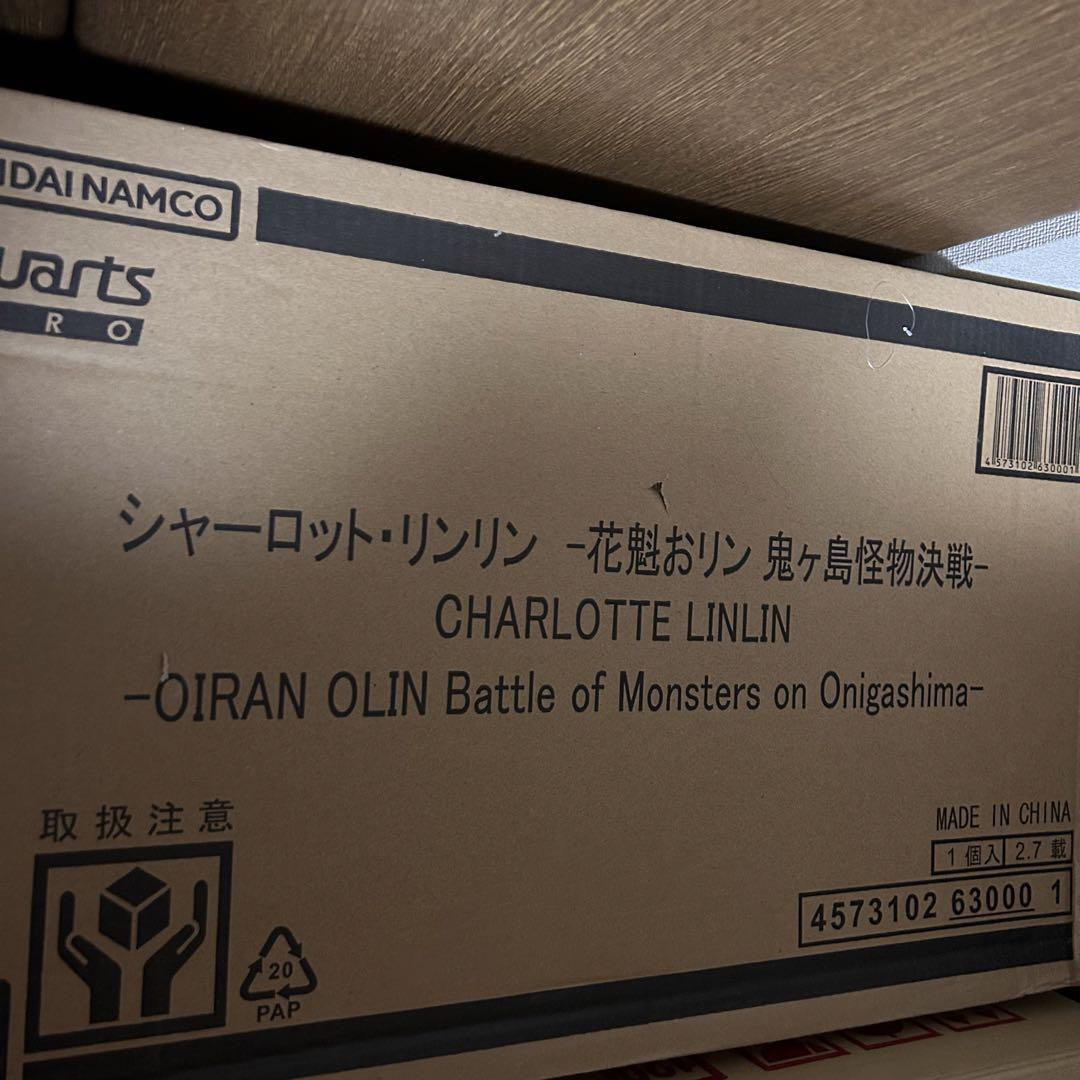 NDAI NAMCO
uarts
RO
4573102630001
シャーロット・リンリン -花魁おリン 鬼ヶ島怪物決戦-
CHARLOTTE LINLIN
-OIRAN OLIN Battle of Monsters on Onigashima-
取扱注意
MADE IN CHINA
1個入 2.7 載
4573102 63000 1
20
PAP